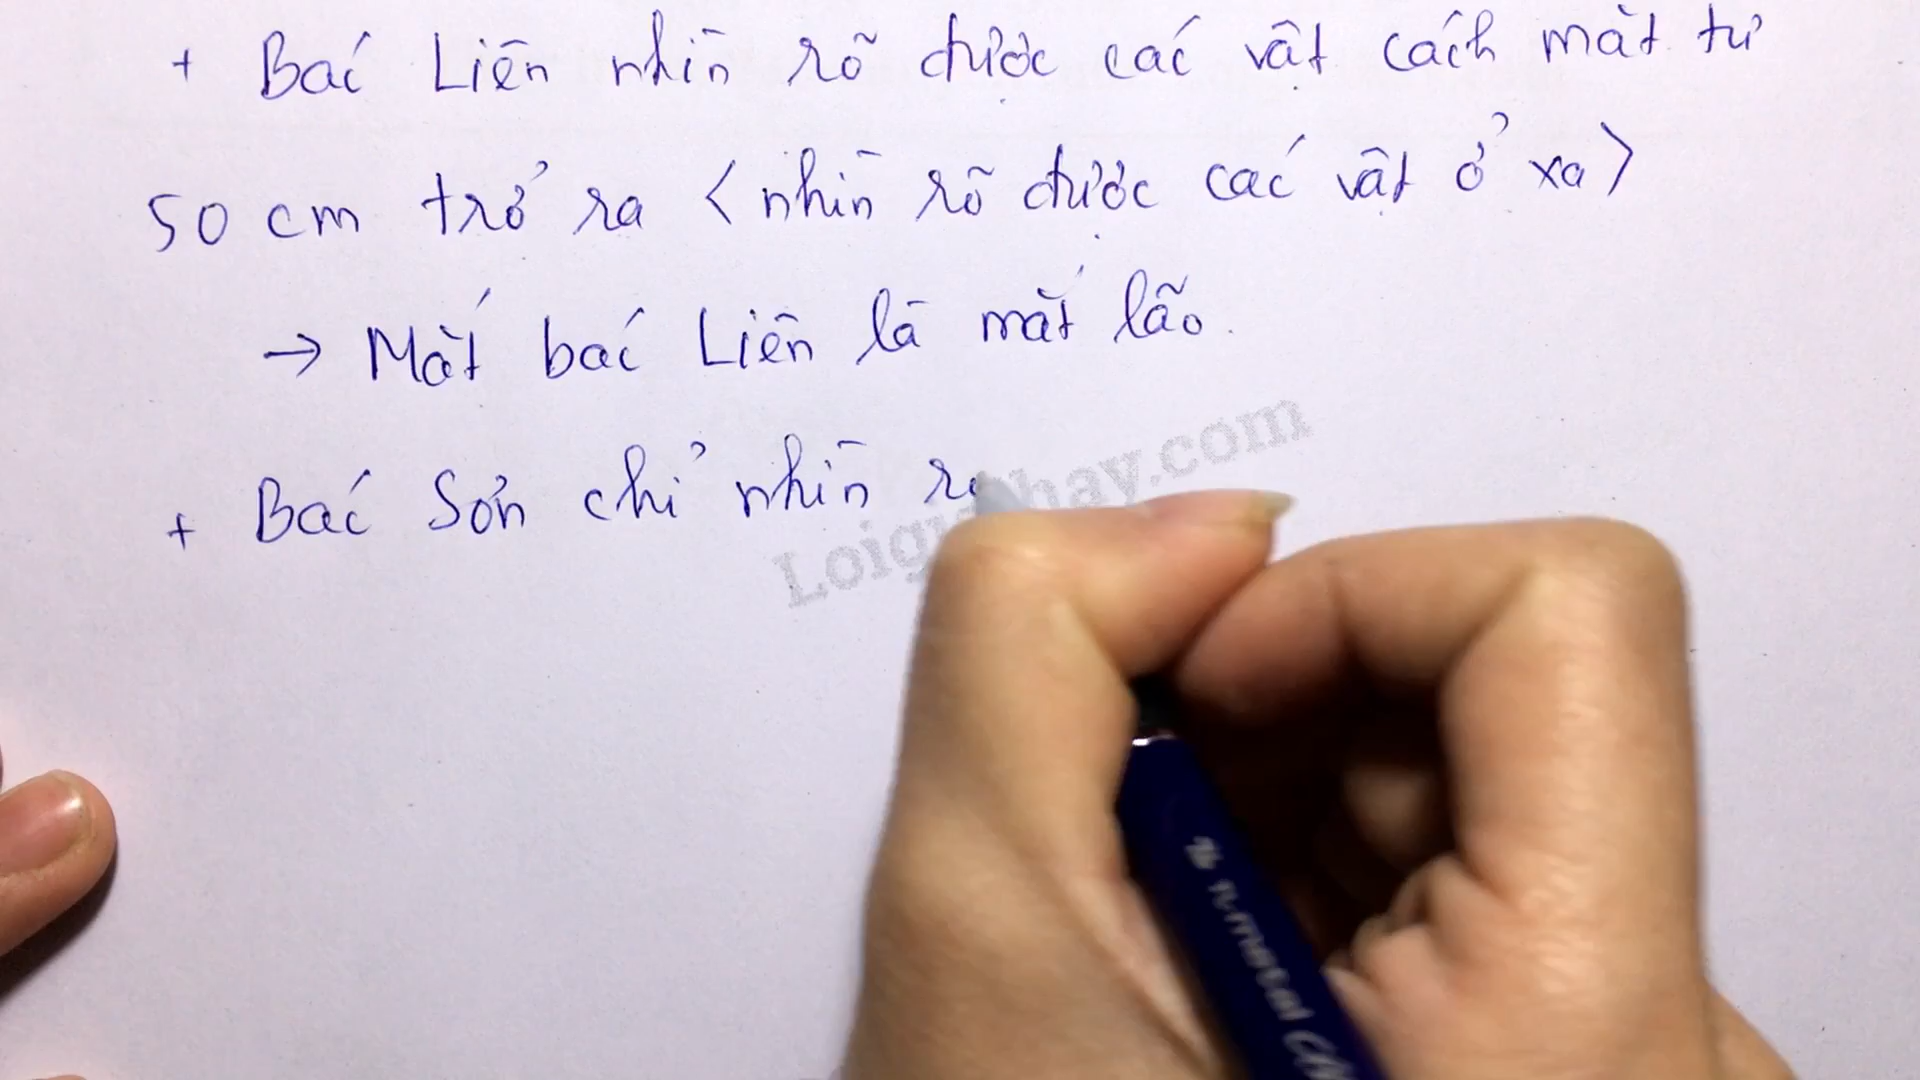 + Bác Liên nhìn rõ được các vật cách mắt từ
50 cm trở ra <nhìn rõ được các vật ở xa>
→ Mắt bác Liên là mắt lão.
+ Bác Sơn chỉ nhìn
Loigiaihay.com